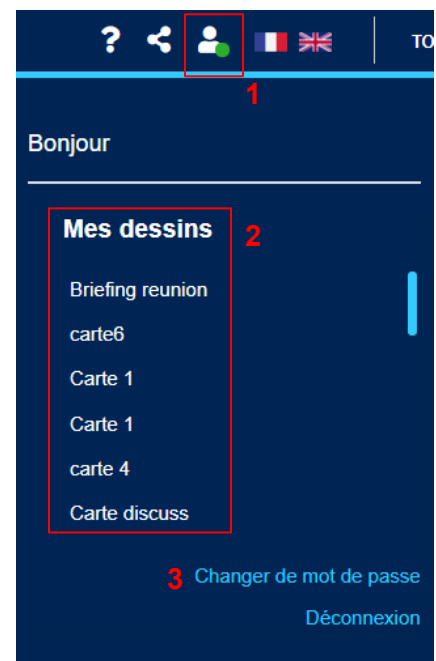 ? TO
1
Bonjour
Mes dessins 2
Briefing reunion
carte6
Carte 1
Carte 1
carte 4
Carte discuss
3 Changer de mot de passe
Déconnexion